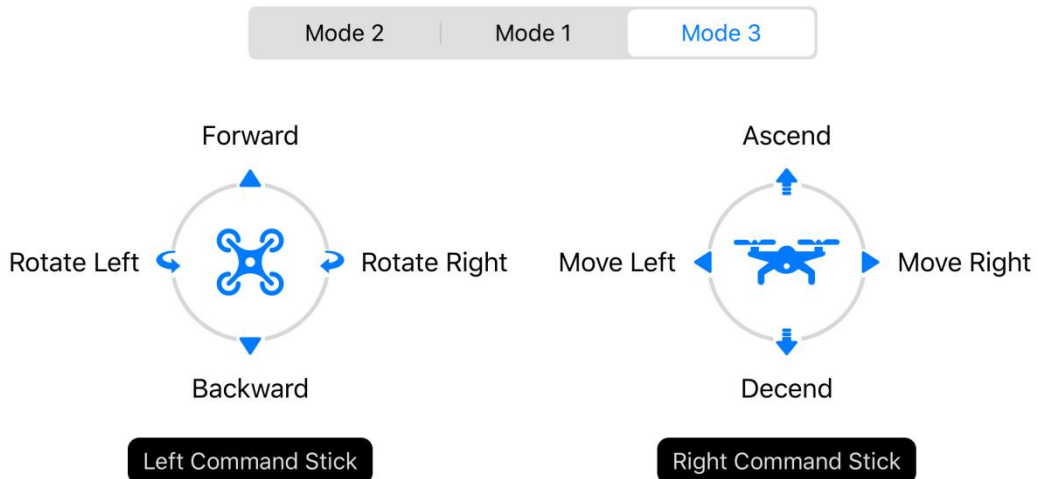 Mode 2 Mode 1 Mode 3
Forward Ascend
Rotate Left Rotate Right Move Left Move Right
Backward Decend
Left Command Stick Right Command Stick